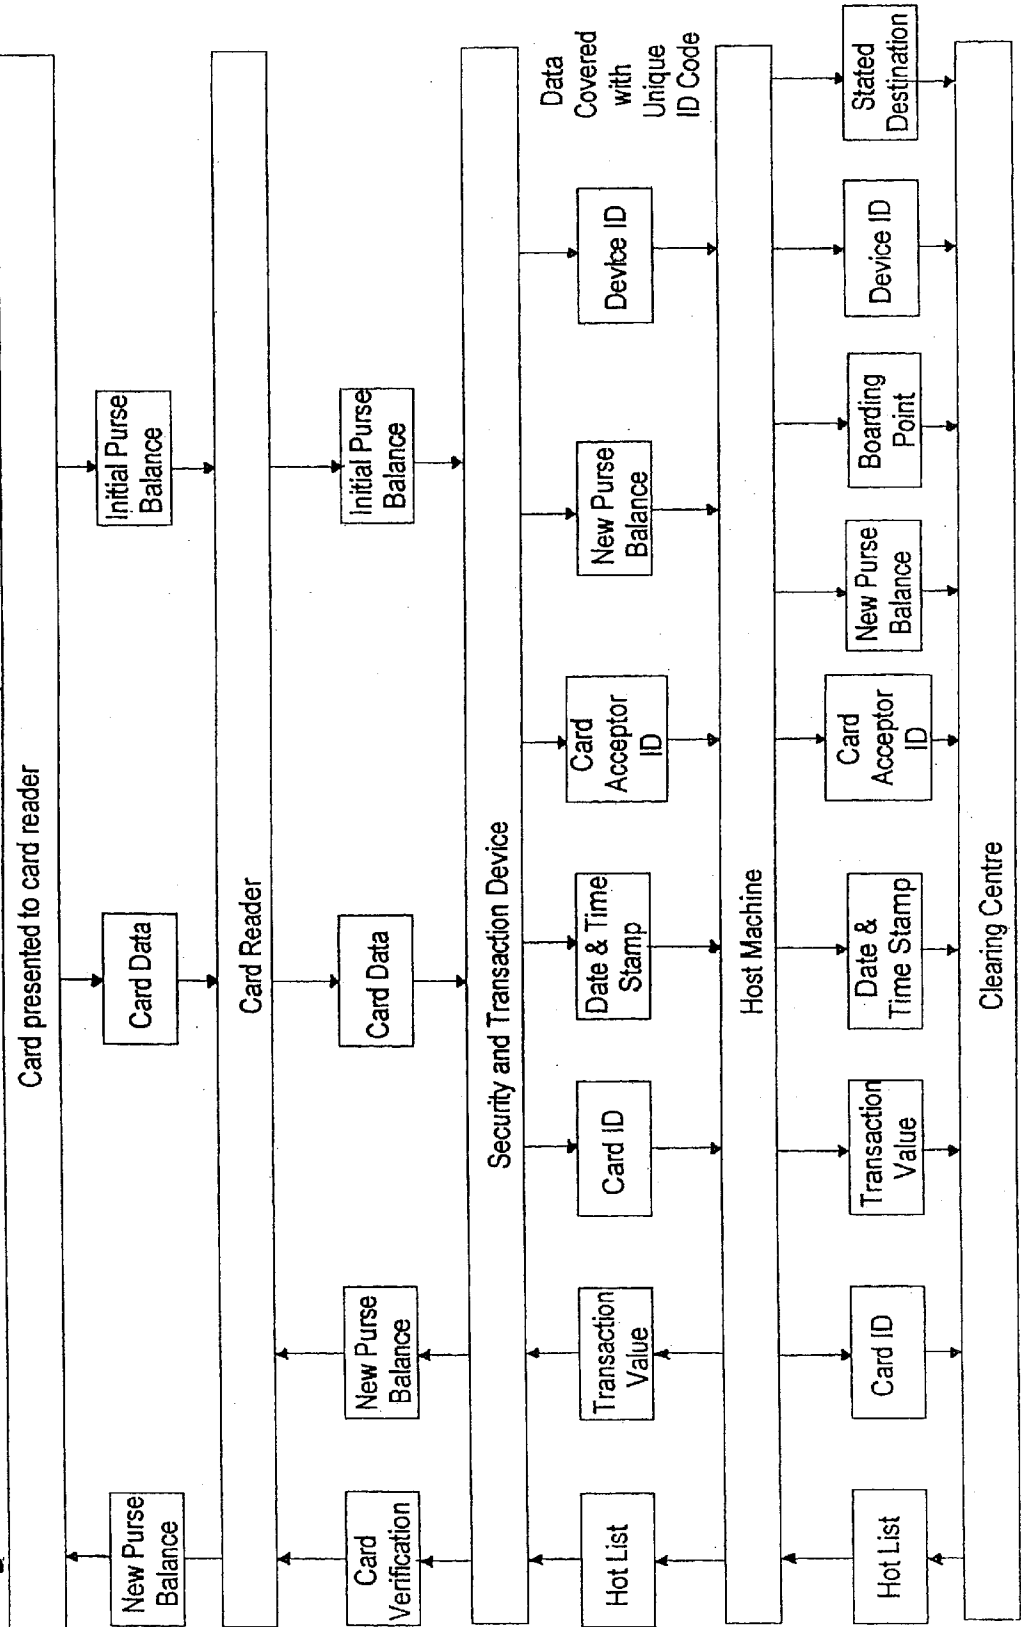 Card presented to card reader
New Purse
Balance
Card Data
Initial Purse
Balance
Card Reader
Card
Verification
New Purse
Balance
Card Data
Initial Purse
Balance
Security and Transaction Device
Hot List
Transaction
Value
Card ID
Date & Time
Stamp
Card
Acceptor
ID
New Purse
Balance
Device ID
Data
Covered
with
Unique
ID Code
Host Machine
Hot List
Card ID
Transaction
Value
Date &
Time Stamp
Card
Acceptor
ID
New Purse
Balance
Boarding
Point
Device ID
Stated
Destination
Clearing Centre